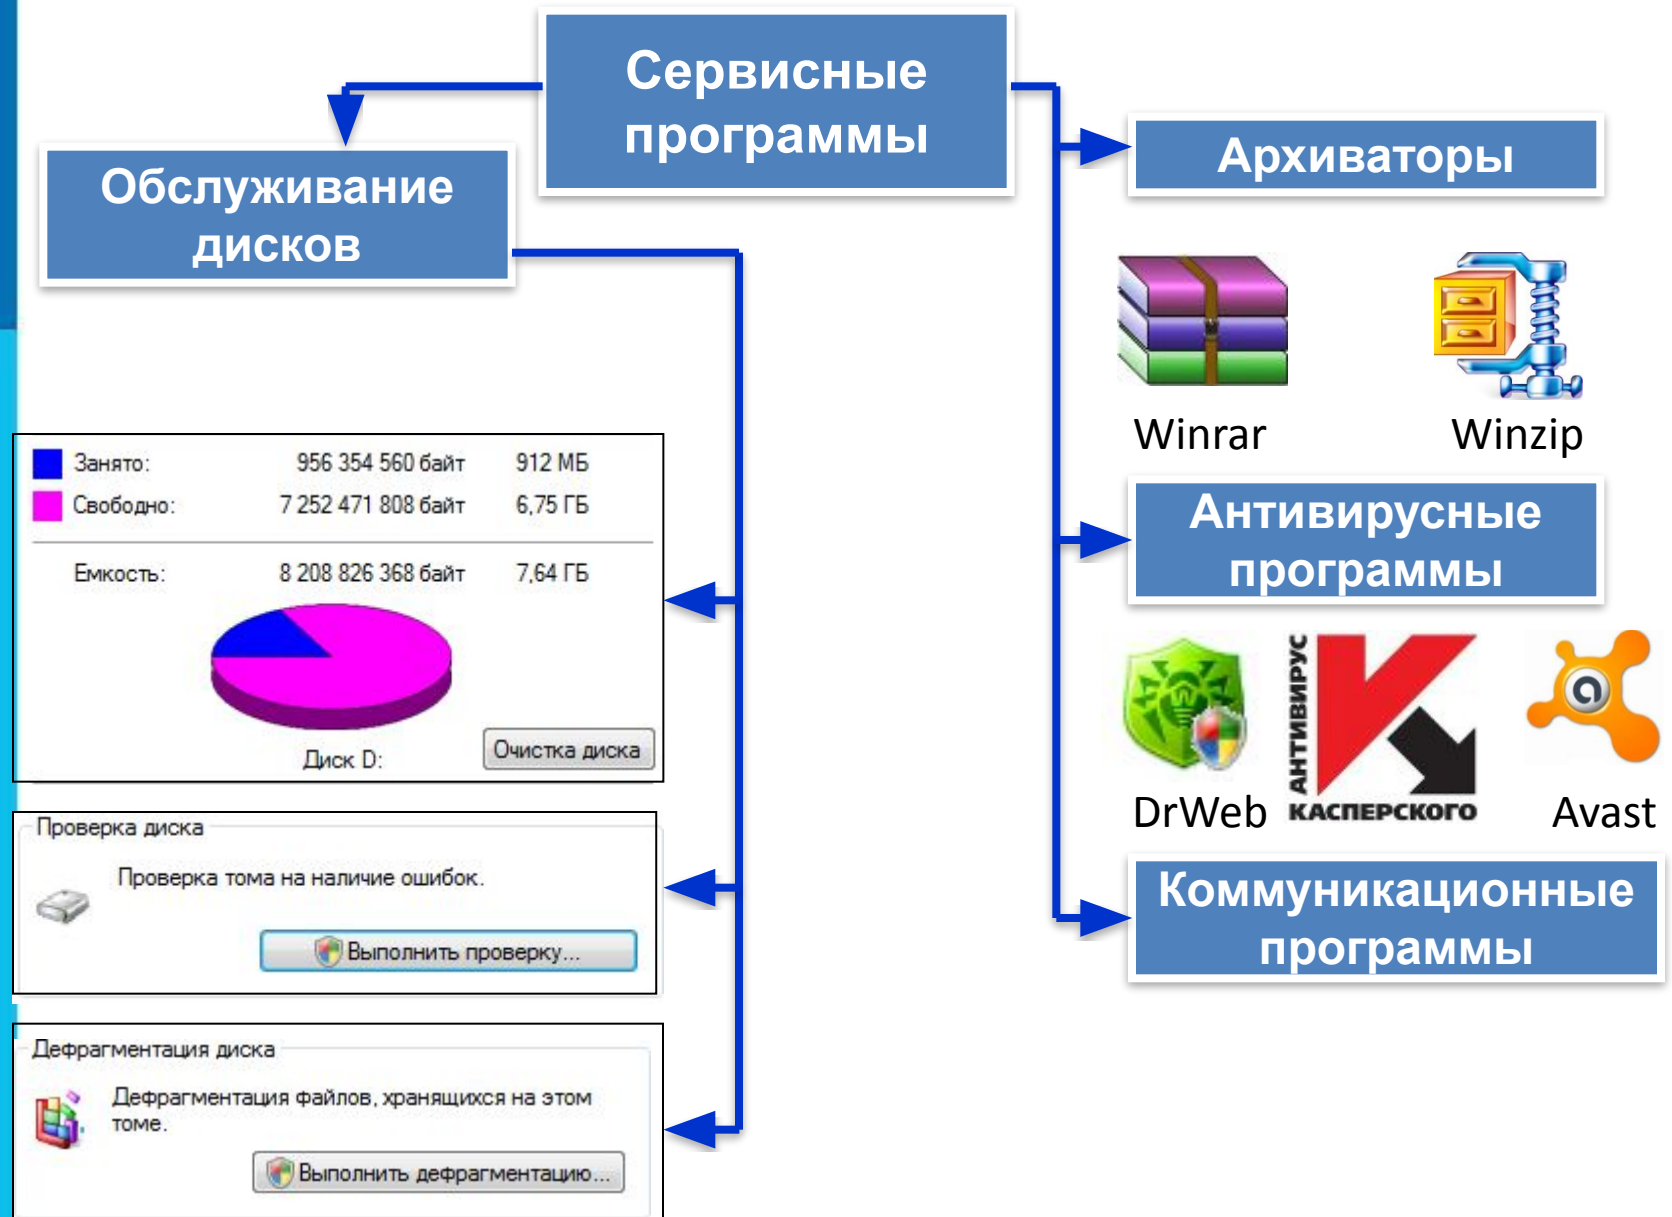 Сервисные
программы
Обслуживание
дисков
Занято: 956 354 560 байт 912 МБ
Свободно: 7 252 471 808 байт 6,75 ГБ
Емкость: 8 208 826 368 байт 7,64 ГБ
Диск D:
Очистка диска
Проверка диска
Проверка тома на наличие ошибок.
Выполнить проверку...
Дефрагментация диска
Дефрагментация файлов, хранящихся на этом
томе.
Выполнить дефрагментацию...
Архиваторы
Winrar Winzip
Антивирусные
программы
a
АНТИВИРУС
КАСПЕРСКОГО
DrWeb Avast
Коммуникационные
программы